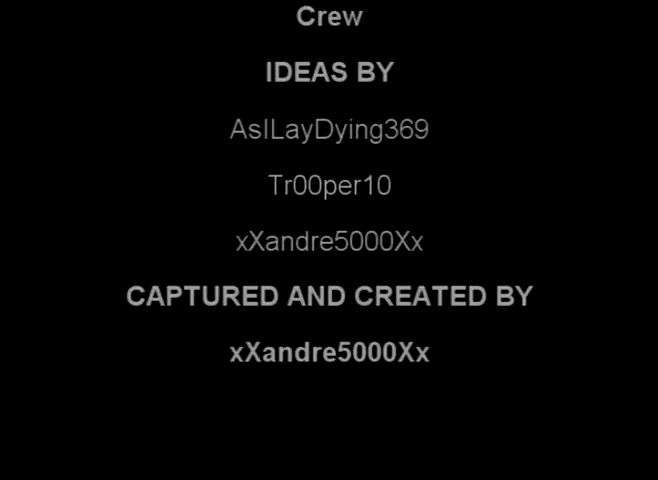 Crew
IDEAS BY
AsILayDying369
Tr00per10
xXandre5000Xx
CAPTURED AND CREATED BY
xXandre5000Xx